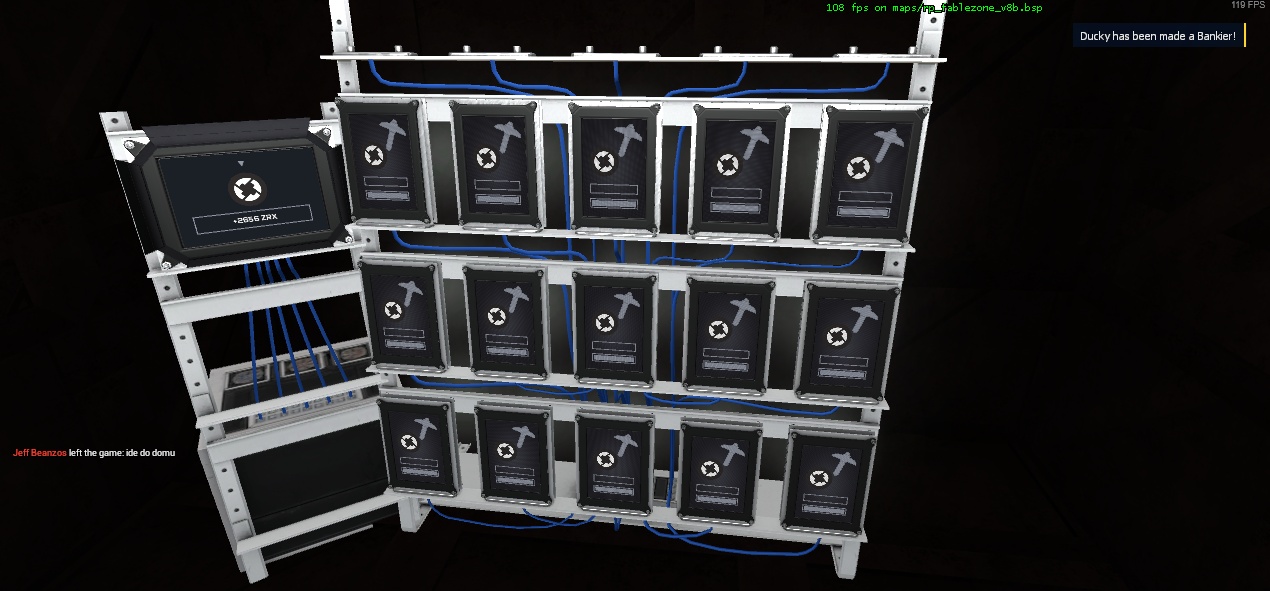 108 fps on maps/rp_fablezone_v8b.bsp
119 FPS
Ducky has been made a Bankier!
+2656 ZRX
Jeff Beanzos left the game: ide do domu